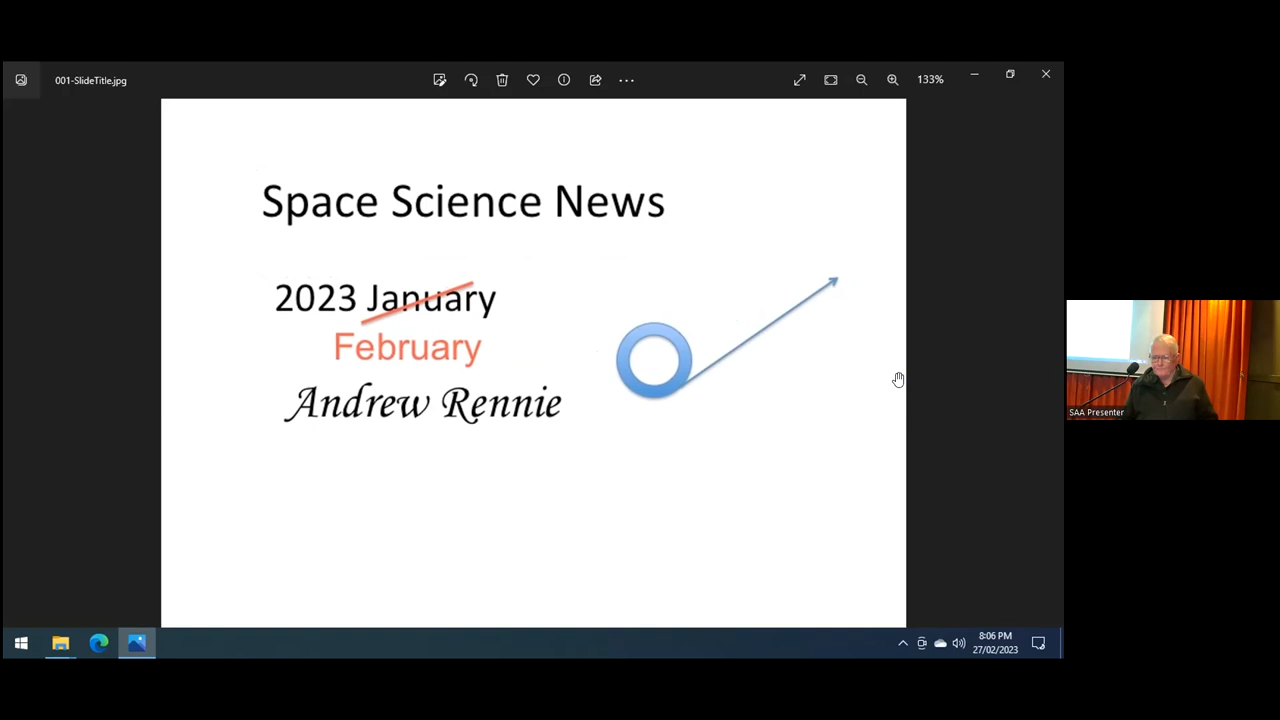 001-SlideTitle.jpg
133%
Space Science News
2023 January
February
Andrew Rennie
SAA Presenter
8:06 PM
27/02/2023